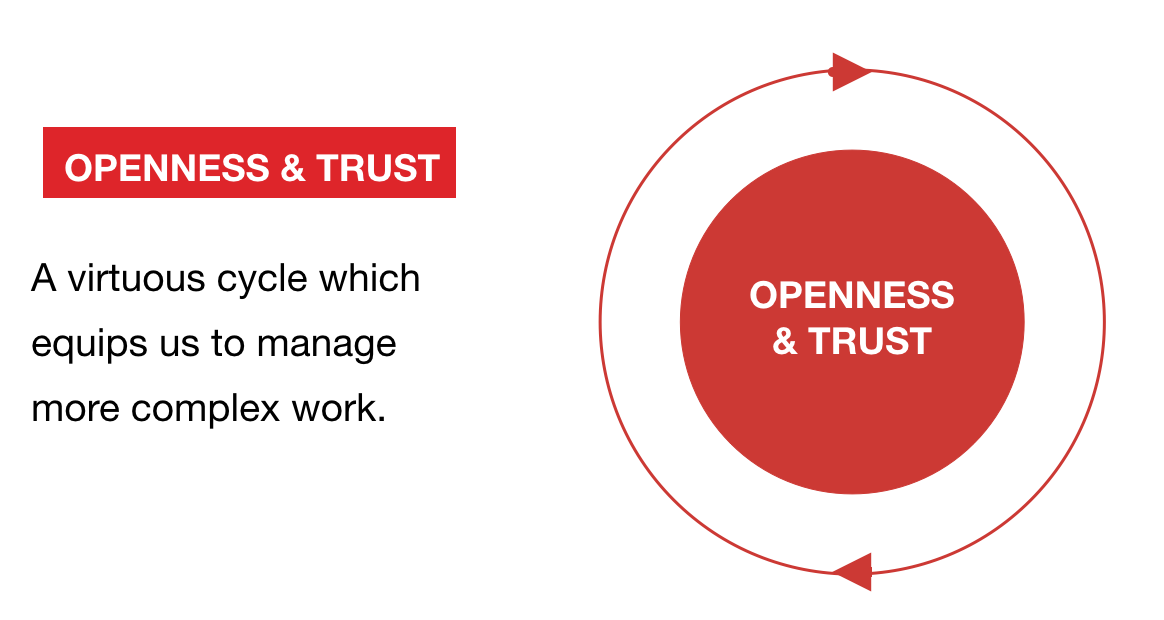 OPENNESS & TRUST
A virtuous cycle which
equips us to manage
more complex work.
OPENNESS
& TRUST